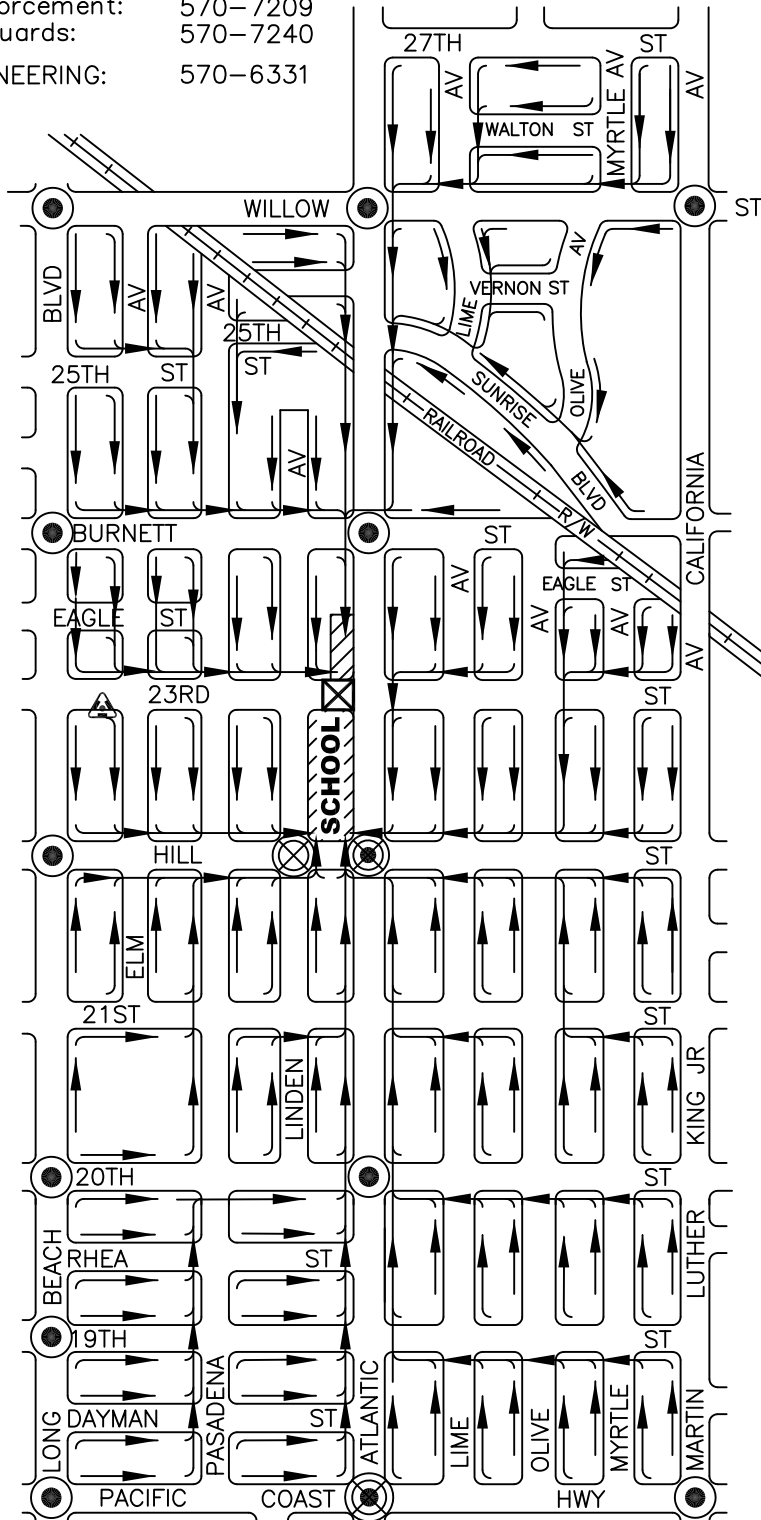 orcement: 570-7209
uards: 570-7240
NEERING: 570-6331
27TH ST
AV
MYRTLE AV
AV
WALTON ST
WILLOW ST
BLVD
AV
AV
AV
VERNON ST
LIME
25TH
ST
25TH ST
SUNRISE BLVD
OLIVE
RAILROAD R/W
AV
CALIFORNIA
BURNETT ST
AV
EAGLE ST
EAGLE ST
AV
AV
AV
23RD ST
SCHOOL
HILL ST
ELM
21ST ST
LINDEN
KING JR
20TH ST
BEACH
RHEA ST
LUTHER
19TH ST
PASADENA
ATLANTIC
DAYMAN ST
LONG
LIME
OLIVE
MYRTLE
MARTIN
PACIFIC COAST HWY